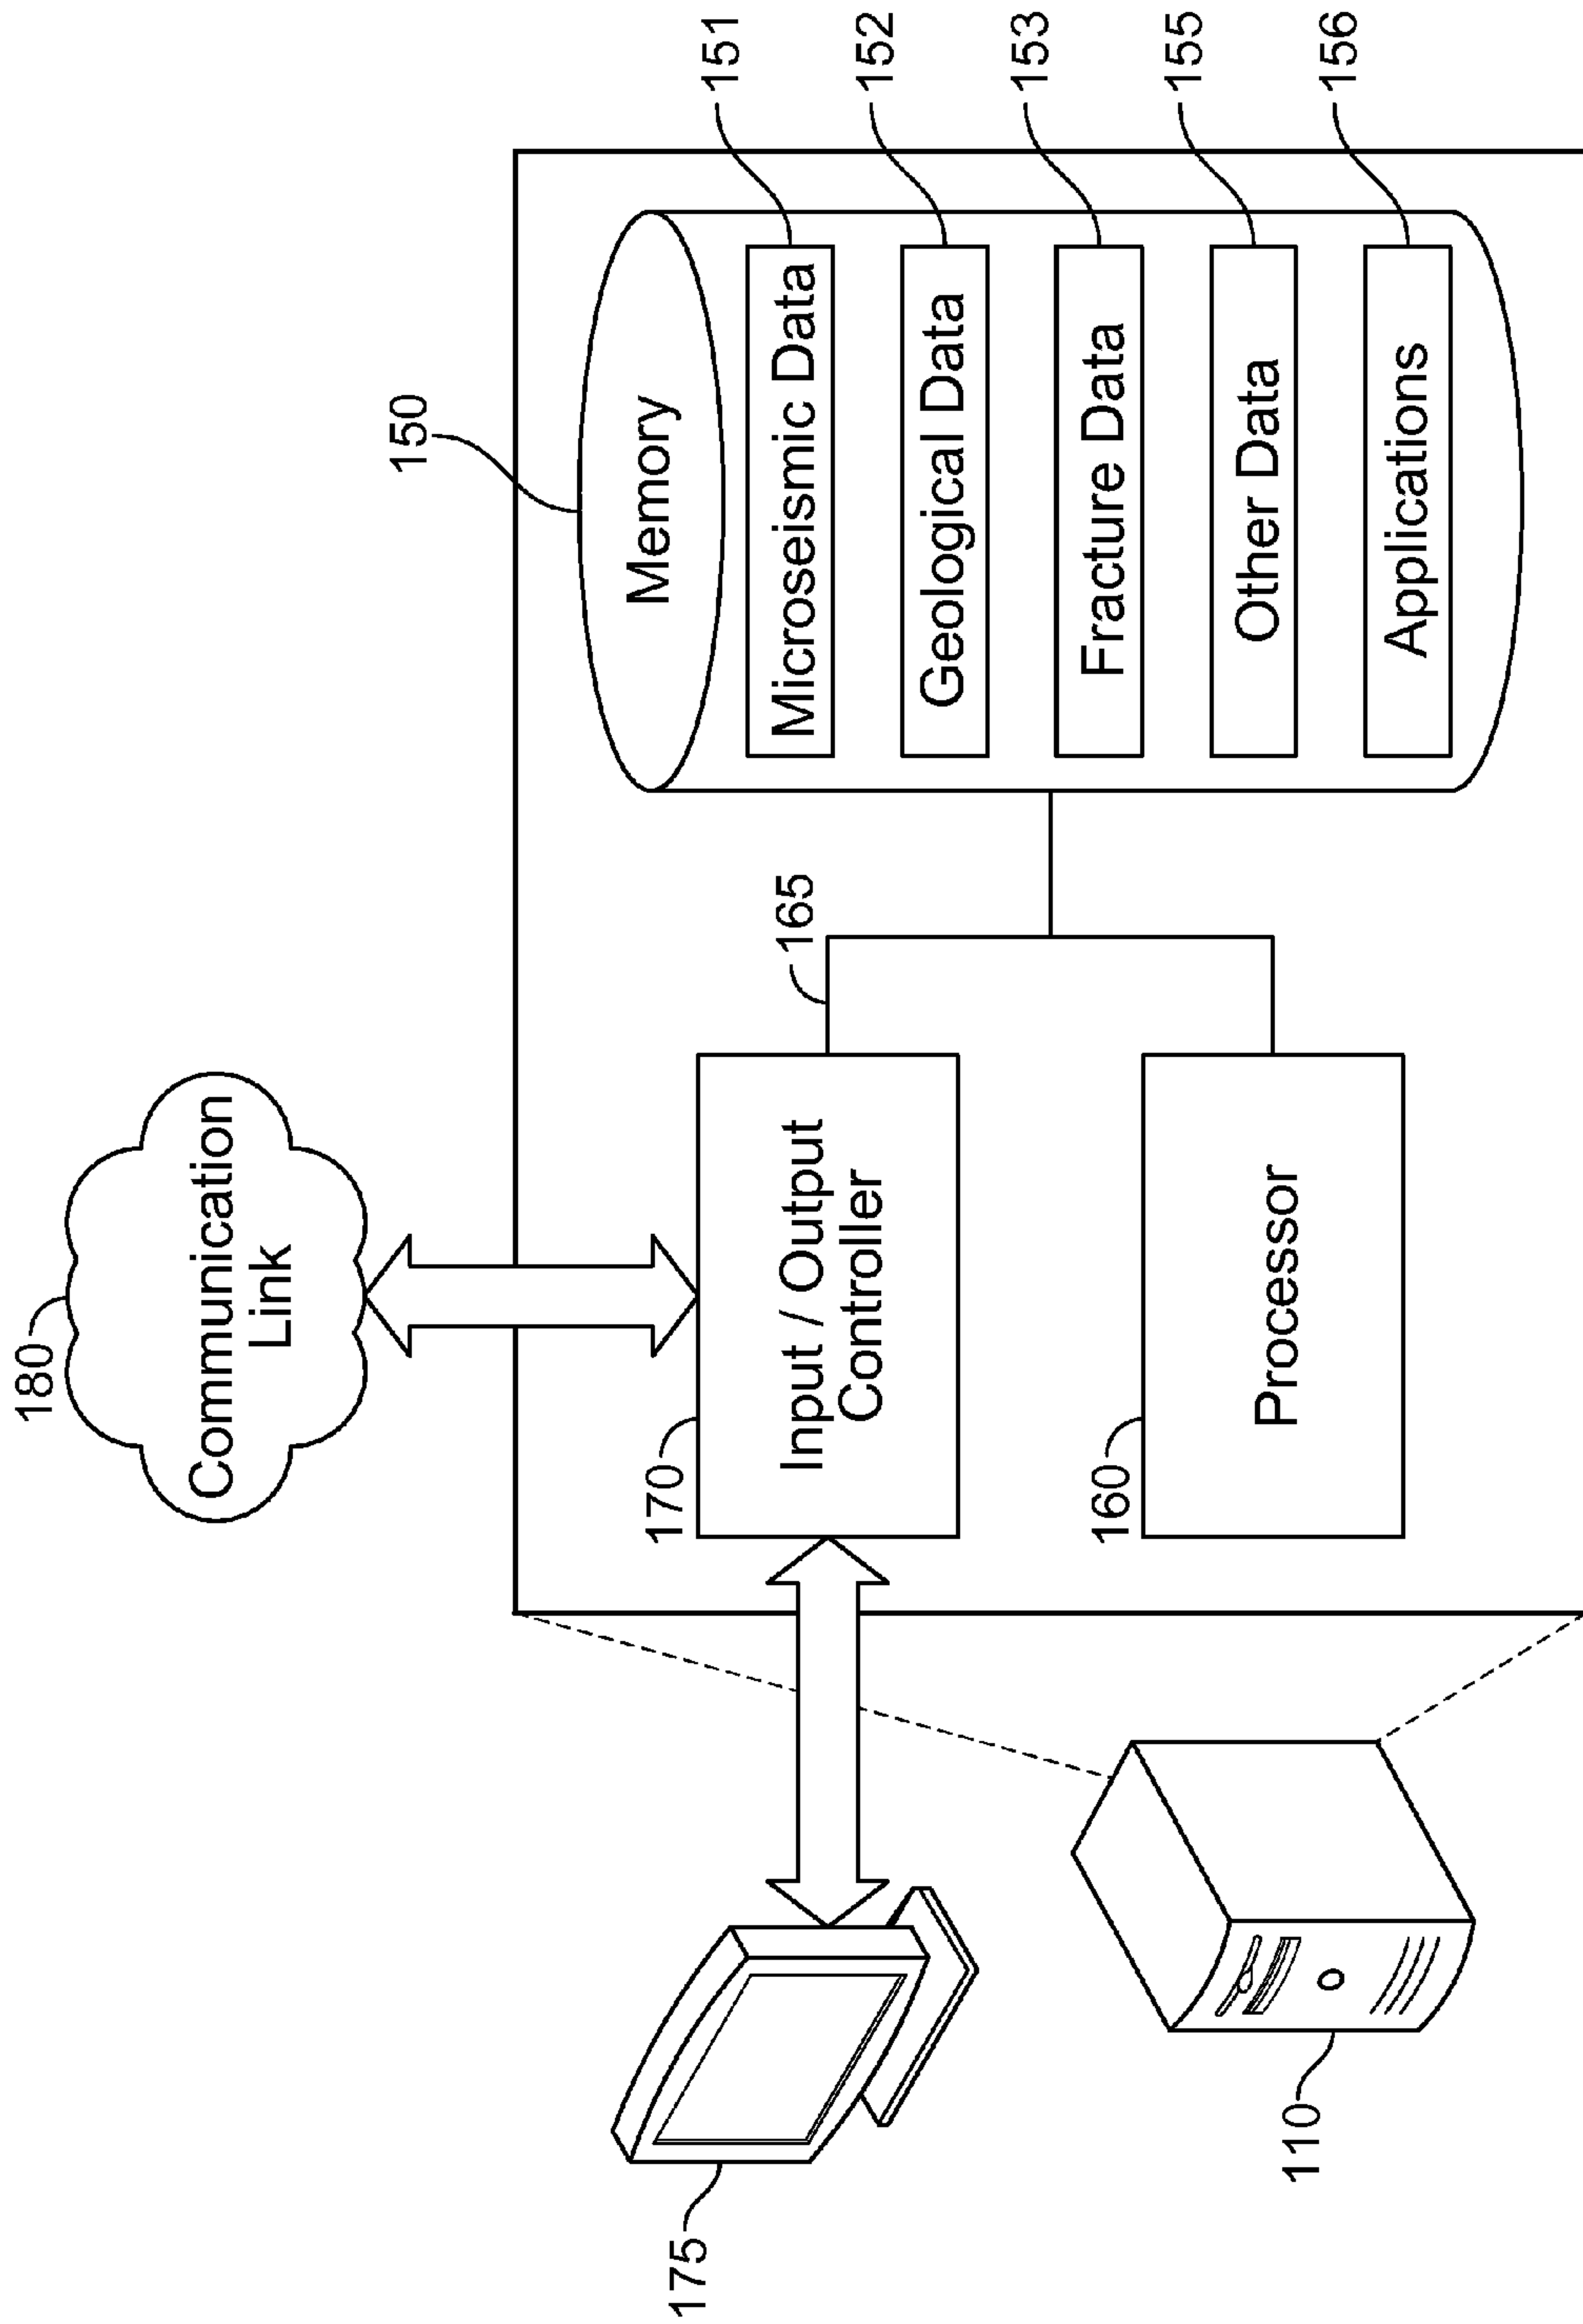 180
Communication
Link
150
Memory
151
Microseismic Data
170
Input / Output
Controller
165
152
Geological Data
153
Fracture Data
175
160
Processor
155
Other Data
110
156
Applications